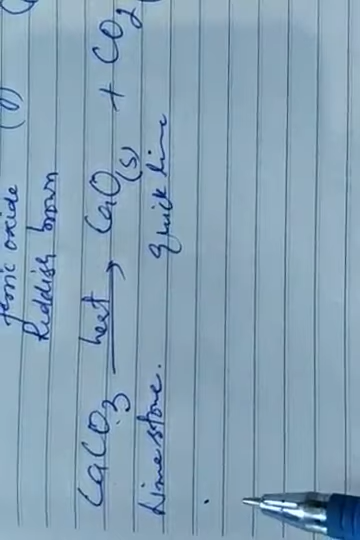 ferric oxide (g)
Reddish brown
CaCO3 heat → CaO(s) + CO2
Limestone. Quick lime